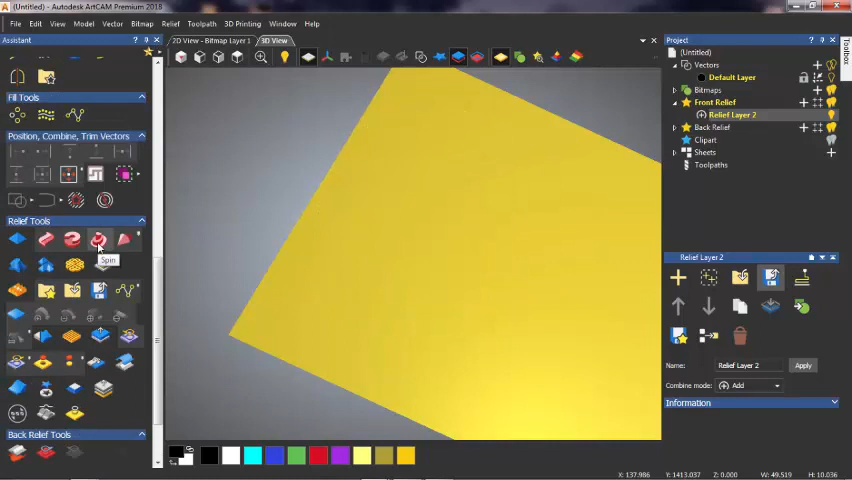 (Untitled) - Autodesk ArtCAM Premium 2018
File Edit View Model Vector Bitmap Relief Toolpath 3D Printing Window Help
Assistant
2D View - Bitmap Layer 1 3D View
Project
Toolbox
(Untitled)
Vectors
Default Layer
Bitmaps
Front Relief
Relief Layer 2
Back Relief
Clipart
Sheets
Toolpaths
Fill Tools
Position, Combine, Trim Vectors
Relief Tools
Spin
Back Relief Tools
Relief Layer 2
Name: Relief Layer 2 Apply
Combine mode: Add
Information
X: 137.986 Y: 1413.037 Z: 0.000 W: 49.519 H: 10.036